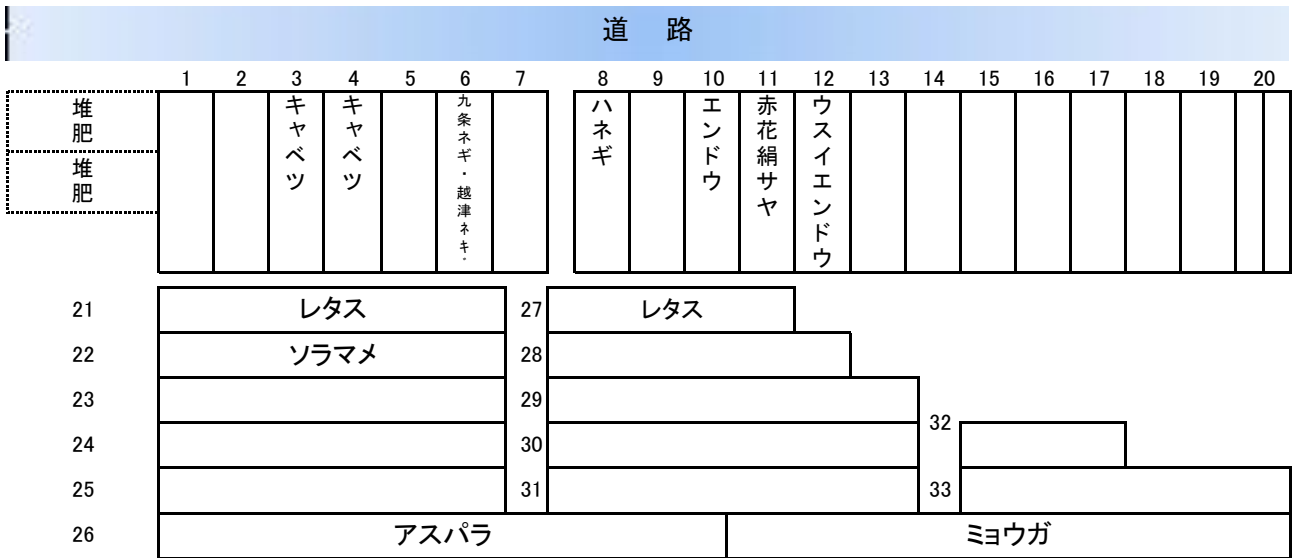 道 路
1 2 3 4 5 6 7 8 9 10 11 12 13 14 15 16 17 18 19 20
堆肥
堆肥
キャベツ
キャベツ
九条ネギ・越津ネギ
ハネギ
エンドウ
赤花絹サヤ
ウスイエンドウ
21 レタス 27 レタス
22 ソラマメ 28
23 29
32
24 30
25 31 33
26 アスパラ ミョウガ